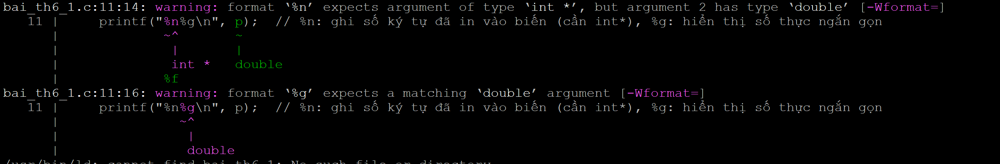 bai_th6_1.c:11:14: warning: format ‘%n’ expects argument of type ‘int *’, but argument 2 has type ‘double’ [-Wformat=]
   11 |     printf("%n%g\n", p);  // %n: ghi số ký tự đã in vào biến (cần int*), %g: hiển thị số thực ngắn gọn
      |             ~^       ~
      |              |       |
      |              int *   double
      |             %f
bai_th6_1.c:11:16: warning: format ‘%g’ expects a matching ‘double’ argument [-Wformat=]
   11 |     printf("%n%g\n", p);  // %n: ghi số ký tự đã in vào biến (cần int*), %g: hiển thị số thực ngắn gọn
      |               ~^
      |                |
      |                double
/usr/bin/ld: cannot find bai_th6_1: No such file or directory